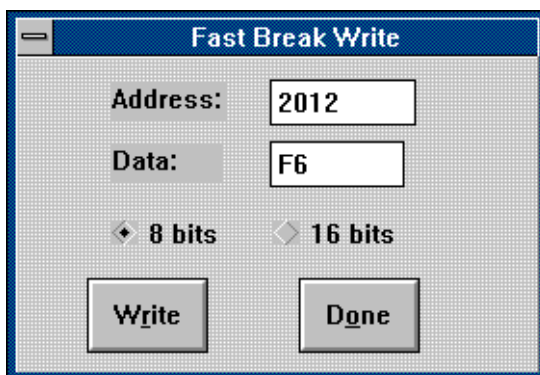 Fast Break Write
Address: 2012
Data: F6
8 bits 16 bits
Write Done